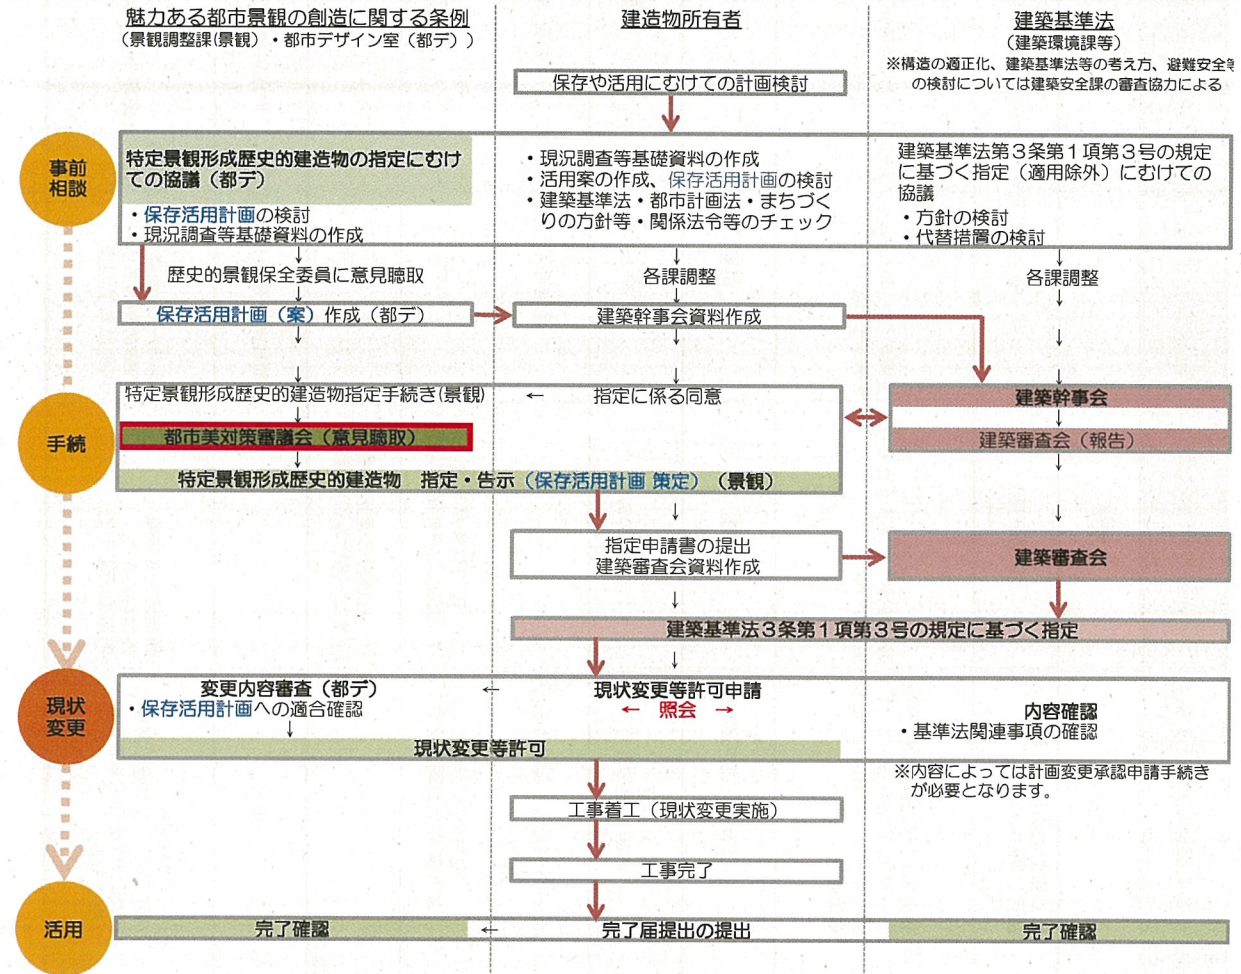 魅力ある都市景観の創造に関する条例
（景観調整課(景観）・都市デザイン室（都デ））
建造物所有者
建築基準法
（建築環境課等）
※構造の適正化、建築基準法等の考え方、避難安全等
の検討については建築安全課の審査協力による
保存や活用にむけての計画検討
事前
相談
特定景観形成歴史的建造物の指定にむけ
ての協議（都デ）
・保存活用計画の検討
・現況調査等基礎資料の作成
・現況調査等基礎資料の作成
・活用案の作成、保存活用計画の検討
・建築基準法・都市計画法・まちづく
りの方針等・関係法令等のチェック
建築基準法第３条第１項第３号の規定
に基づく指定（適用除外）にむけての
協議
・方針の検討
・代替措置の検討
↓
歴史的景観保全委員に意見聴取
↓
↓
各課調整
↓
↓
各課調整
↓
保存活用計画（案）作成（都デ）
建築幹事会資料作成
↓
↓
↓
↓
↓
↓
手続
特定景観形成歴史的建造物指定手続き(景観)
←
指定に係る同意
建築幹事会
↓
↓
都市美対策審議会（意見聴取）
建築審査会（報告）
↓
↓
特定景観形成歴史的建造物　指定・告示（保存活用計画 策定）（景観）
↓
↓
指定申請書の提出
建築審査会資料作成
建築審査会
↓
建築基準法３条第１項第３号の規定に基づく指定
↓
現状
変更
変更内容審査（都デ）
・保存活用計画への適合確認
↓
←
現状変更等許可申請
← 照会 →
内容確認
・基準法関連事項の確認
現状変更等許可
※内容によっては計画変更承認申請手続き
が必要となります。
工事着工（現状変更実施）
工事完了
活用
完了確認
←
完了届提出の提出
完了確認